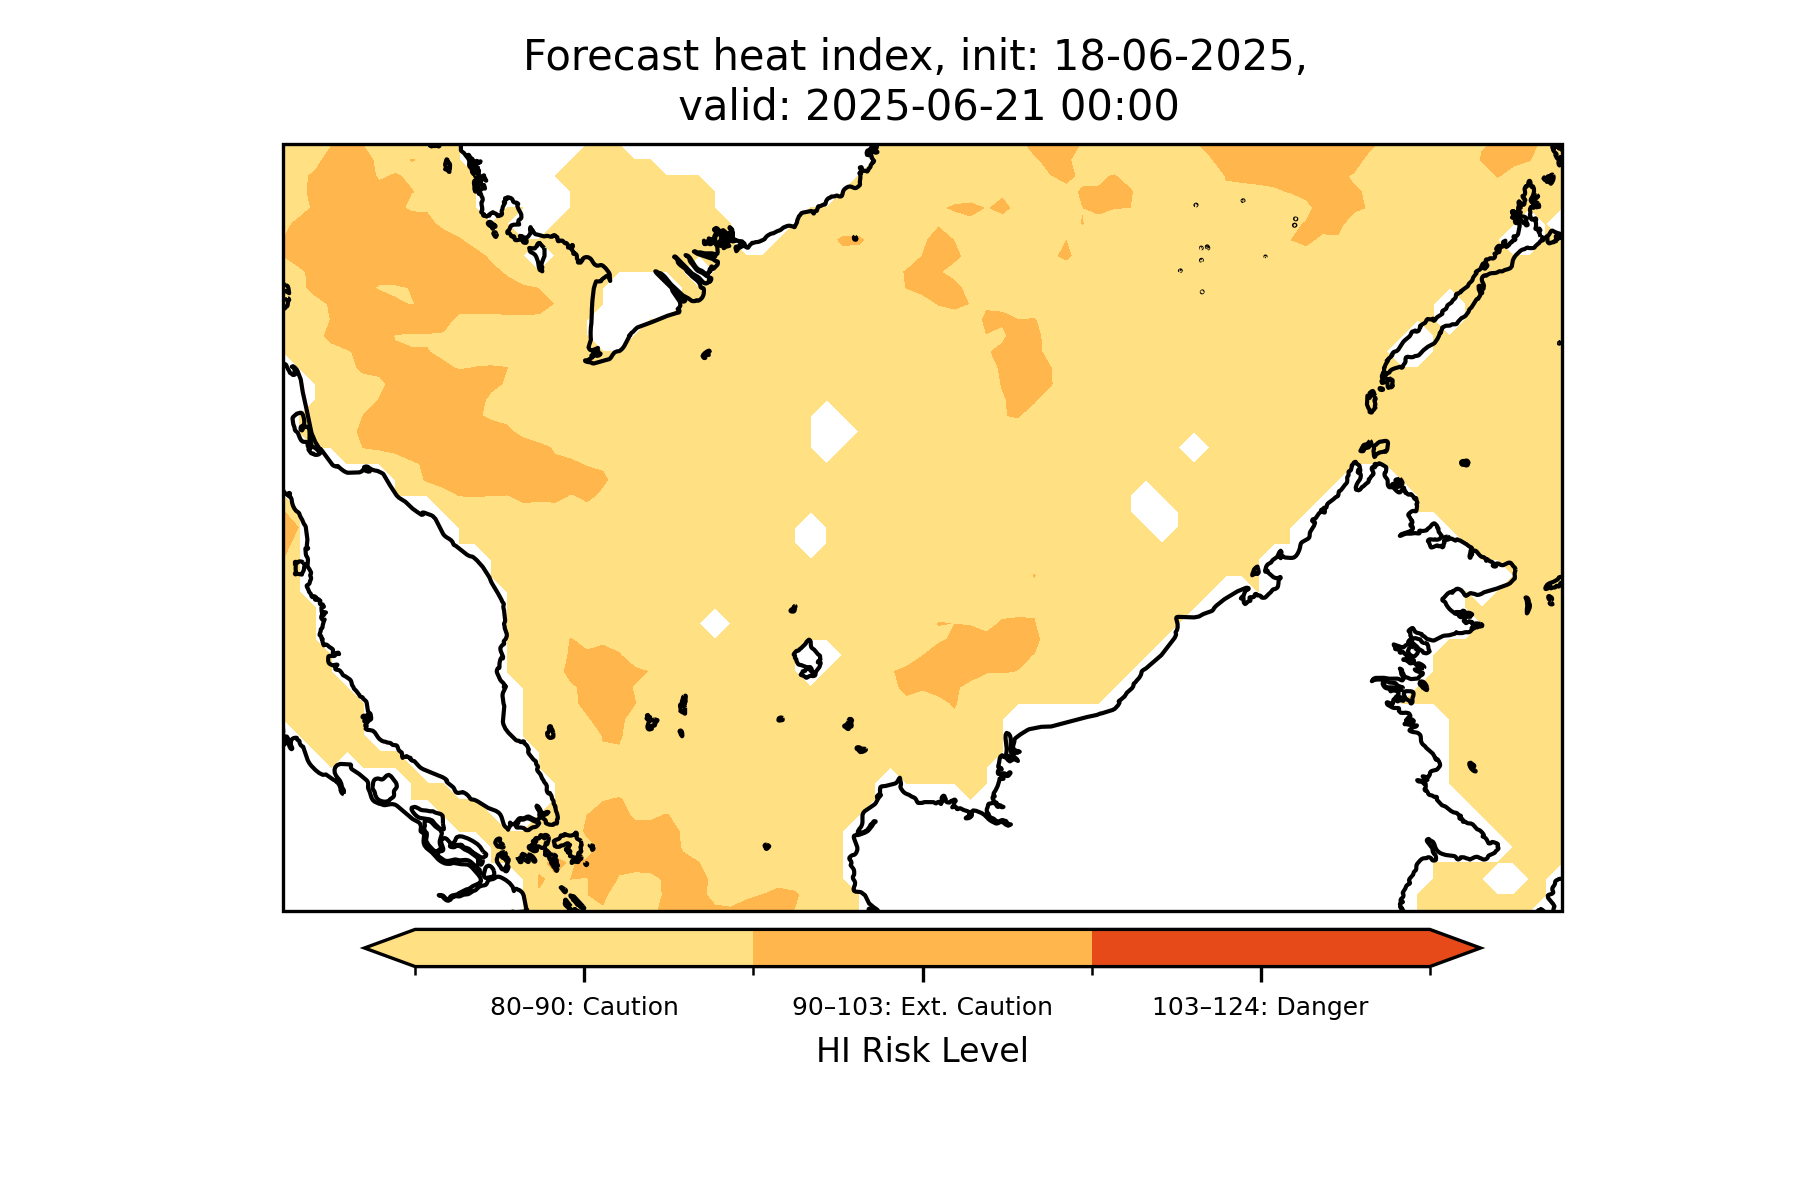 Forecast heat index, init: 18-06-2025,
valid: 2025-06-21 00:00
80–90: Caution
90–103: Ext. Caution
103–124: Danger
HI Risk Level